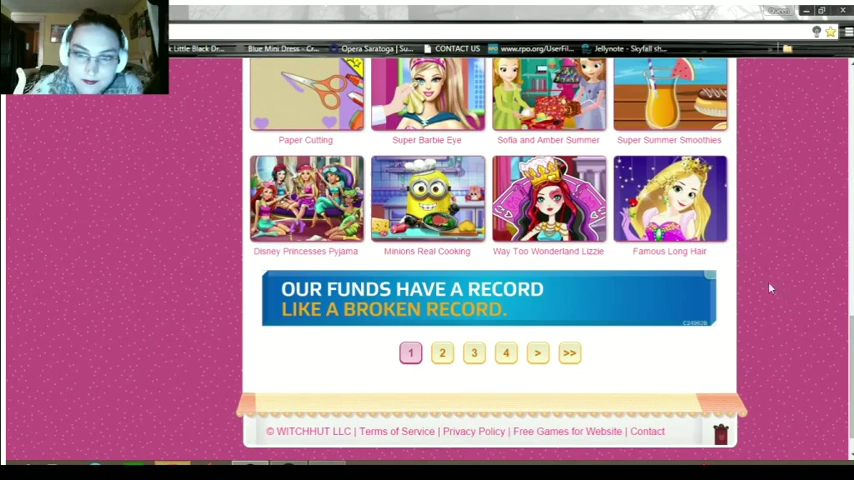 Queen
k Little Black Dr...
Blue Mini Dress - Cr...
Opera Saratoga | Su...
CONTACT US
www.rpo.org/UserFil...
Jellynote - Skyfall sh...
»
Paper Cutting
Super Barbie Eye
Sofia and Amber Summer
Super Summer Smoothies
Disney Princesses Pyjama
Minions Real Cooking
Way Too Wonderland Lizzie
Famous Long Hair
OUR FUNDS HAVE A RECORD
LIKE A BROKEN RECORD.
1 2 3 4 > >>
© WITCHHUT LLC | Terms of Service | Privacy Policy | Free Games for Website | Contact